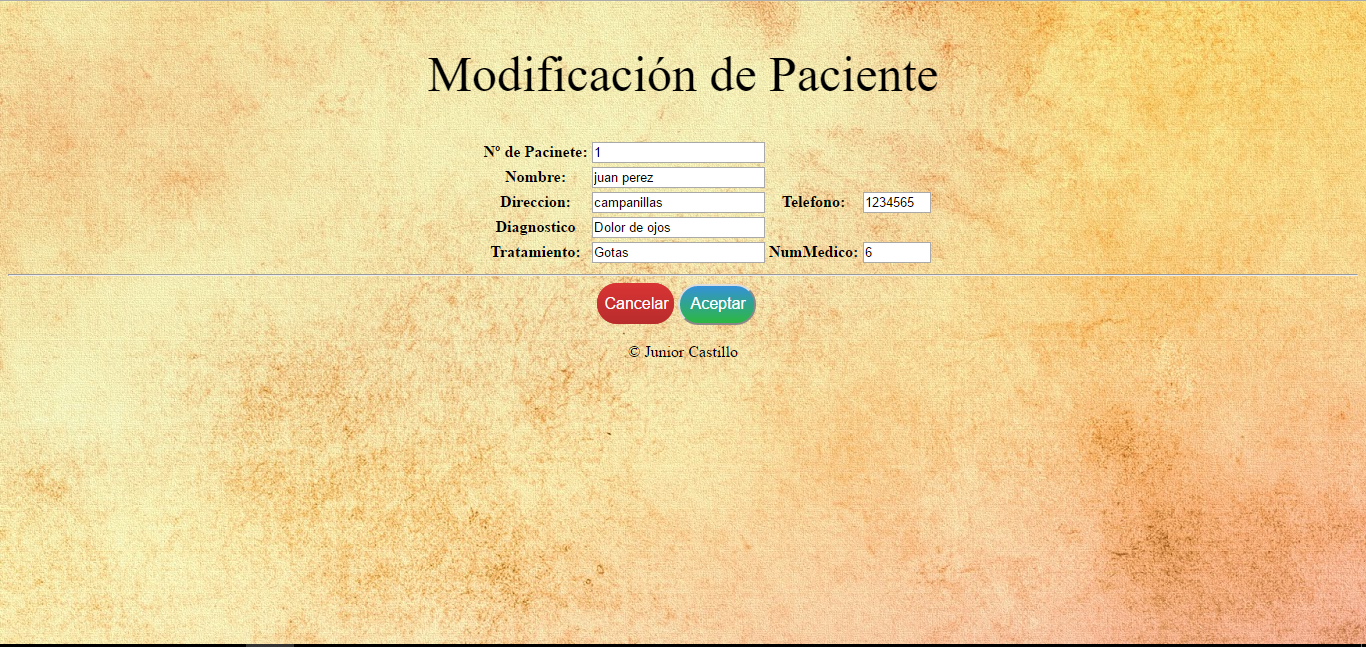 Modificación de Paciente
Nº de Pacinete: 1
Nombre: juan perez
Direccion: campanillas Telefono: 1234565
Diagnostico Dolor de ojos
Tratamiento: Gotas NumMedico: 6
Cancelar Aceptar
© Junior Castillo